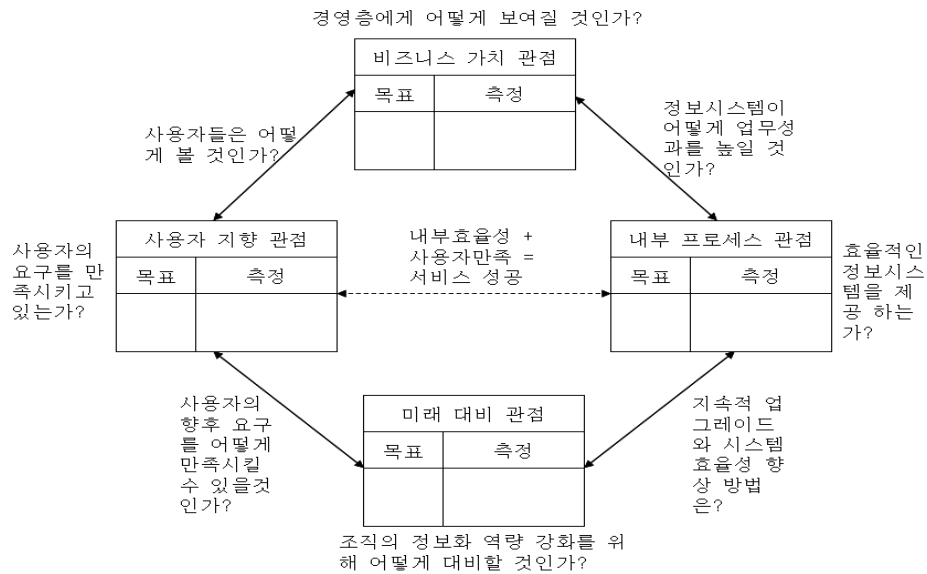 경영층에게 어떻게 보여질 것인가?
비즈니스 가치 관점
목표 측정
사용자들은 어떻
게 볼 것인가?
정보시스템이
어떻게 업무성
과를 높일 것
인가?
사용자의
요구를 만
족시키고
있는가?
사용자 지향 관점
목표 측정
내부효율성 +
사용자만족 =
서비스 성공
내부 프로세스 관점
목표 측정
효율적인
정보시스
템을 제
공 하는
가?
사용자의
향후 요구
를 어떻게
만족시킬
수 있을것
인가?
미래 대비 관점
목표 측정
지속적 업
그레이드
와 시스템
효율성 향
상 방법
은?
조직의 정보화 역량 강화를 위
해 어떻게 대비할 것인가?